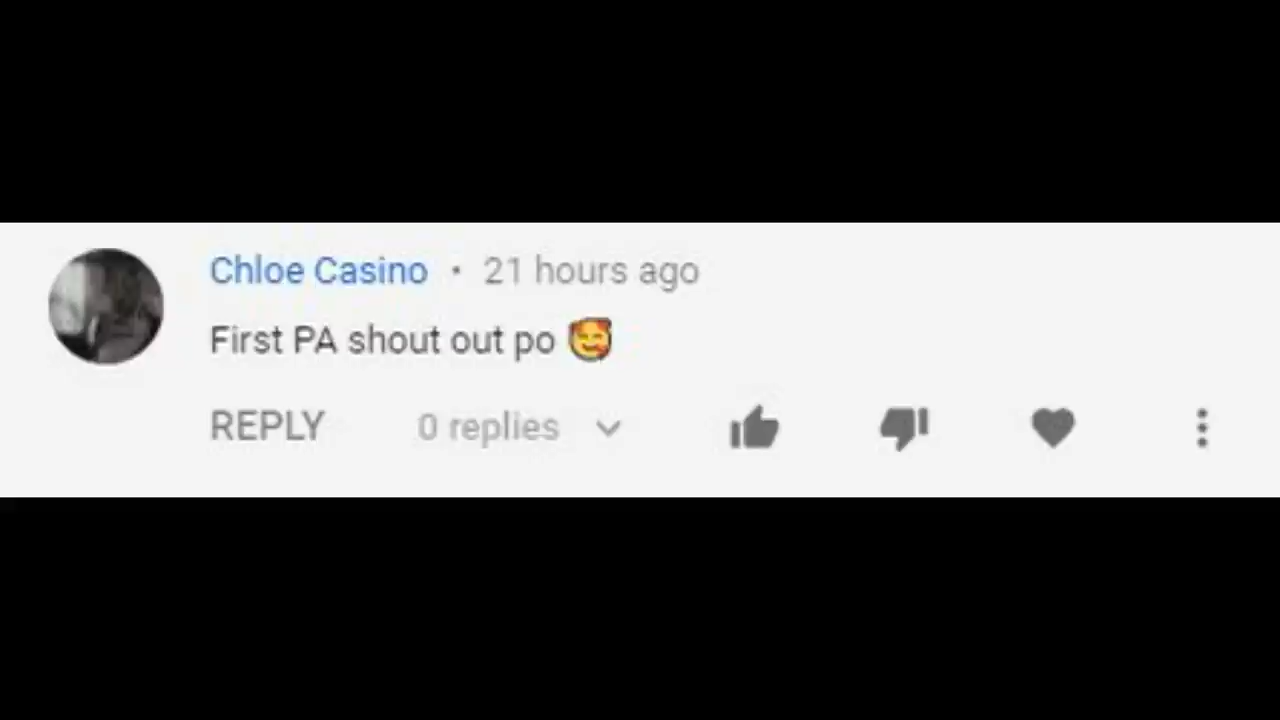 Chloe Casino • 21 hours ago
First PA shout out po 🥰
REPLY 0 replies